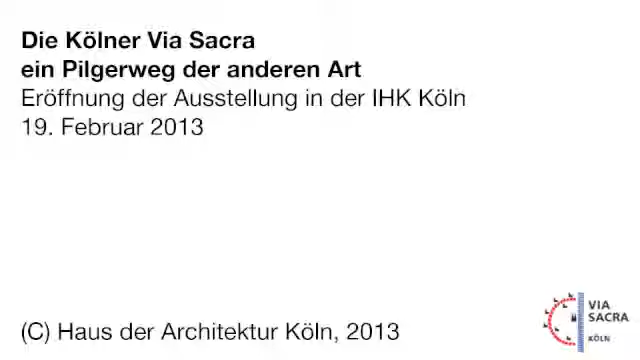 Die Kölner Via Sacra
ein Pilgerweg der anderen Art
Eröffnung der Ausstellung in der IHK Köln
19. Februar 2013
VIA
SACRA
KÖLN
(C) Haus der Architektur Köln, 2013